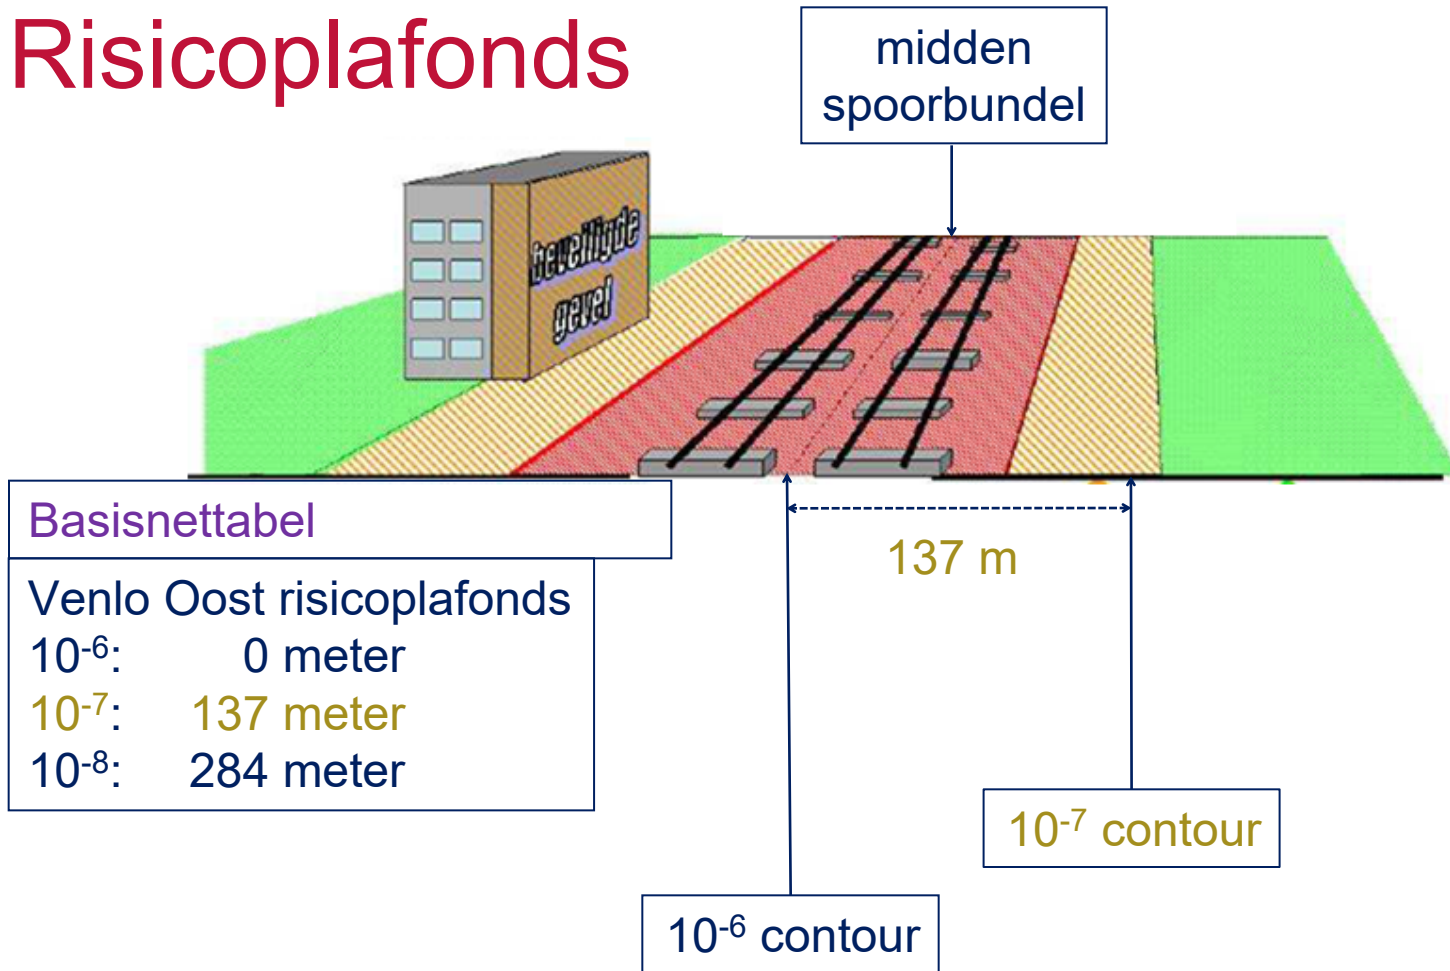 Risicoplafonds
midden
spoorbundel
beveiligde
gevel
Basisnettabel
Venlo Oost risicoplafonds
10⁻⁶: 0 meter
10⁻⁷: 137 meter
10⁻⁸: 284 meter
137 m
10⁻⁷ contour
10⁻⁶ contour